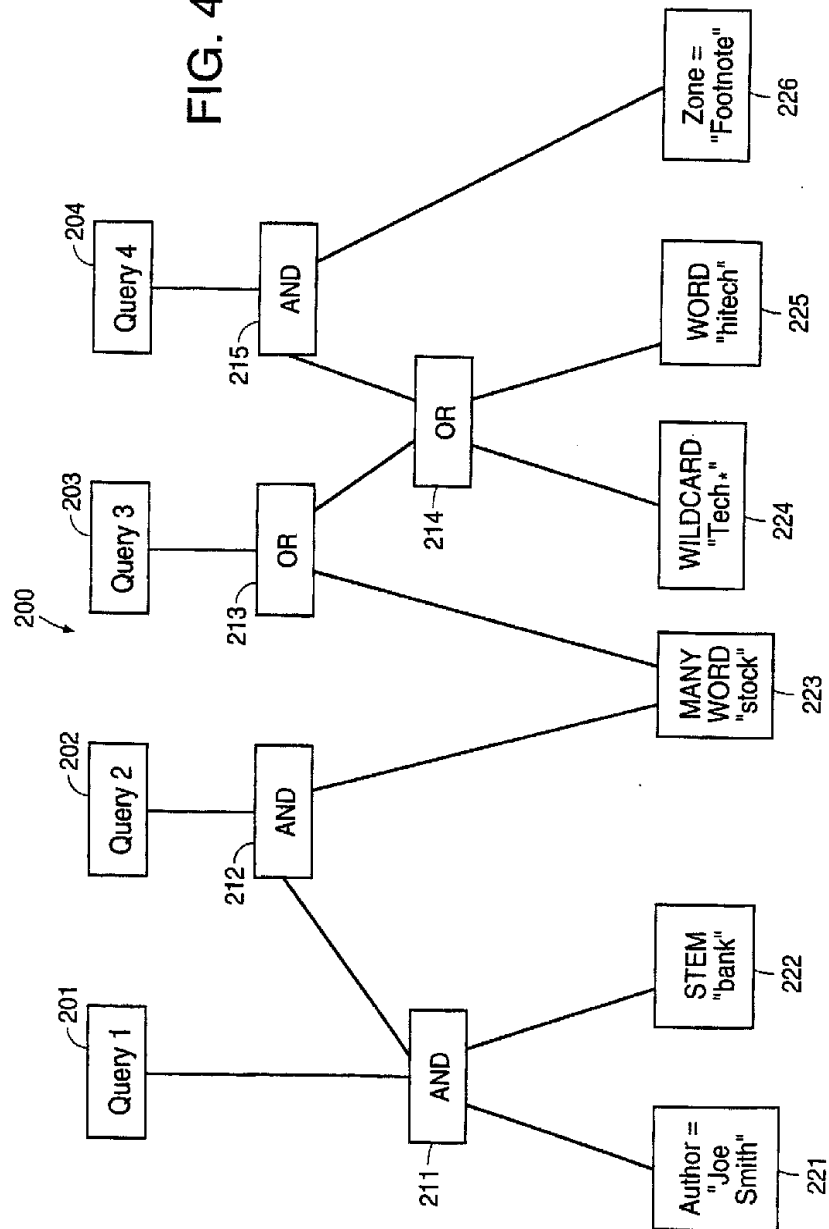 FIG. 4
200
201
Query 1
202
Query 2
203
Query 3
204
Query 4
AND
212
OR
213
AND
215
AND
211
OR
214
Author =
"Joe
Smith"
221
STEM
"bank"
222
MANY
WORD
"stock"
223
WILDCARD
"Tech*"
224
WORD
"hitech"
225
Zone =
"Footnote"
226